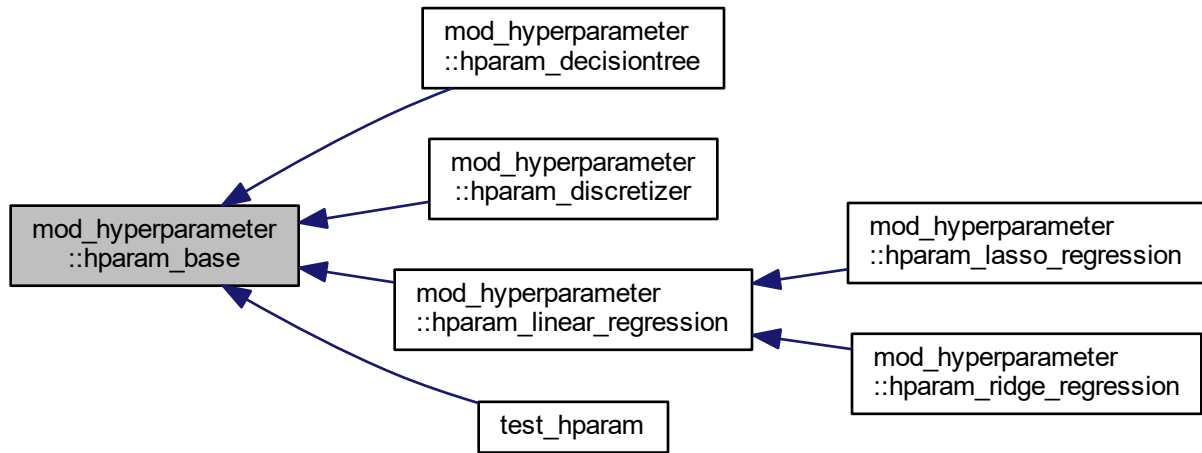 mod_hyperparameter
::hparam_decisiontree
mod_hyperparameter
::hparam_discretizer
mod_hyperparameter
::hparam_base
mod_hyperparameter
::hparam_lasso_regression
mod_hyperparameter
::hparam_linear_regression
mod_hyperparameter
::hparam_ridge_regression
test_hparam